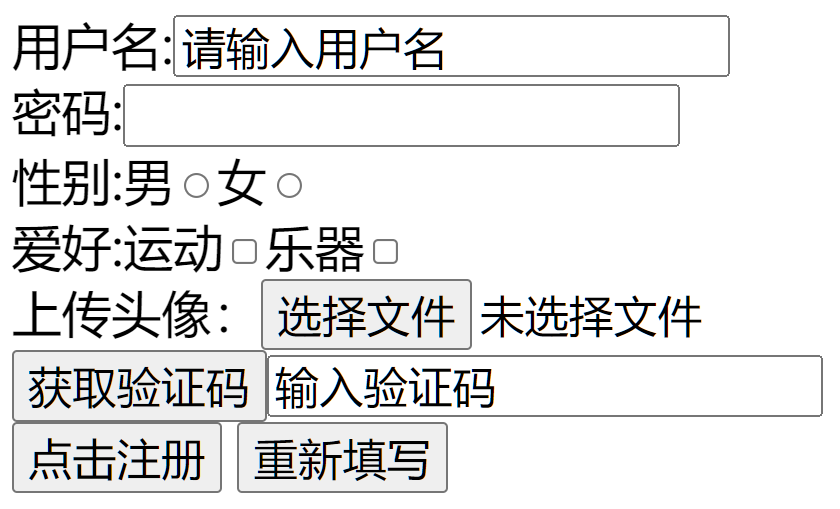 用户名:请输入用户名
密码:
性别:男 女
爱好:运动 乐器
上传头像： 选择文件 未选择文件
获取验证码 输入验证码
点击注册 重新填写